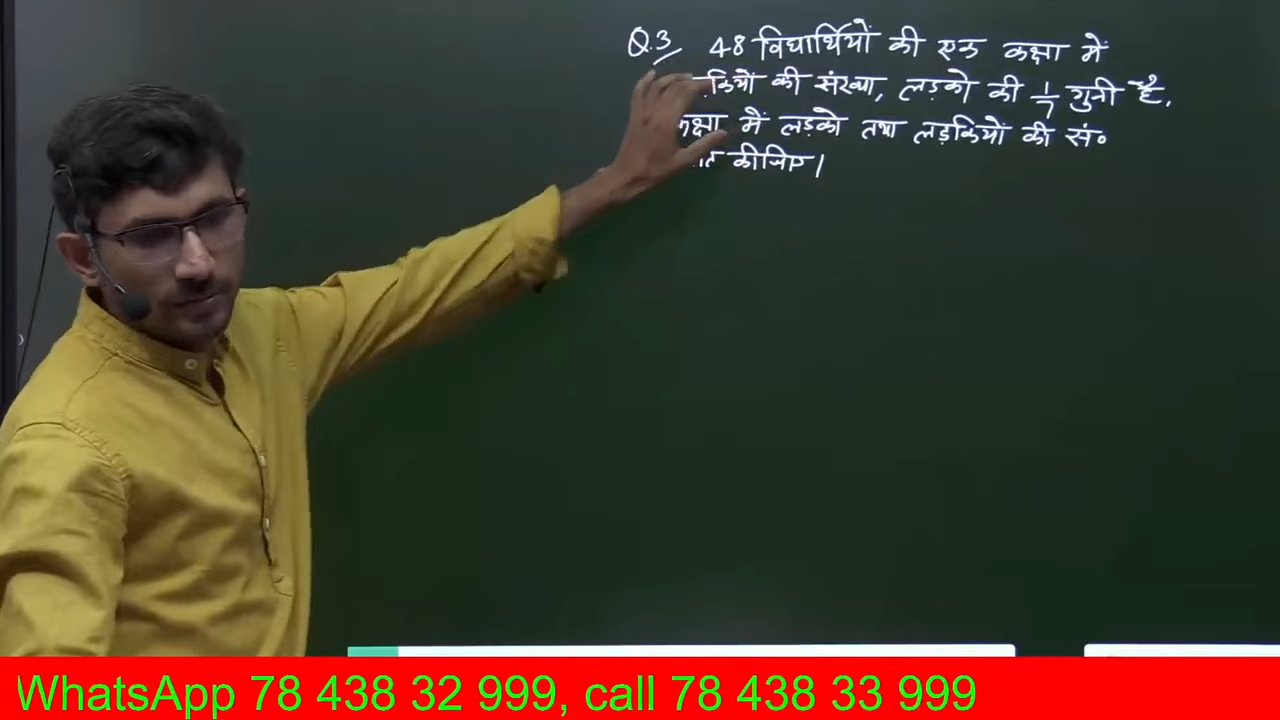 Q.3 48 विद्यार्थियों की एक कक्षा में
की संख्या, लड़को की 1/7 गुनी है,
कक्षा में लड़को तथा लड़कियों की सं॰
कीजिए।
WhatsApp 78 438 32 999, call 78 438 33 999